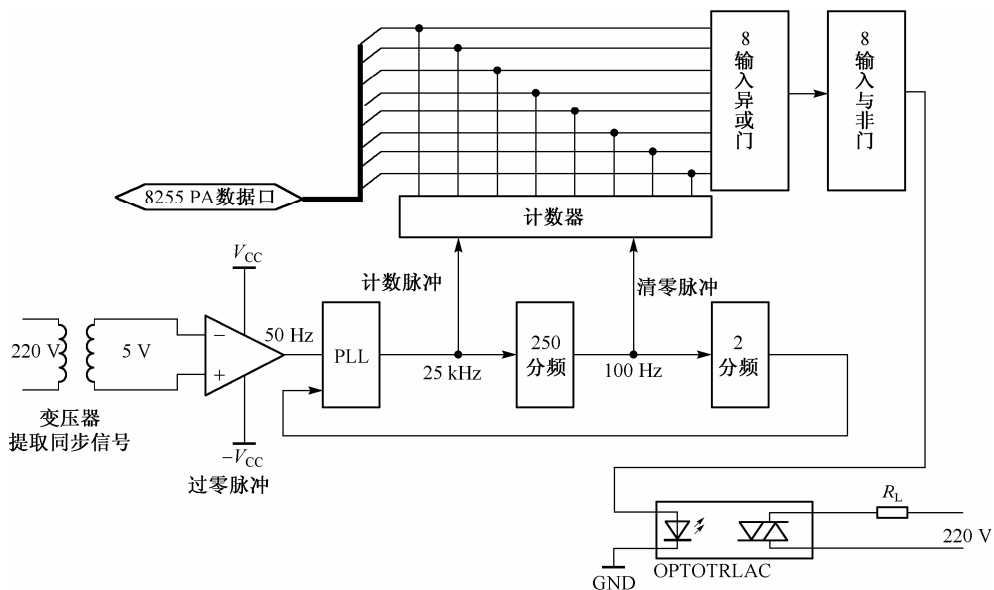 8
输
入
异
或
门
8
输
入
与
非
门
8255 PA数据口
计数器
VCC
计数脉冲
清零脉冲
50 Hz
220 V
5 V
−
+
PLL
25 kHz
250
分频
100 Hz
2
分频
变压器
提取同步信号
−VCC
过零脉冲
RL
220 V
OPTOTRLAC
GND